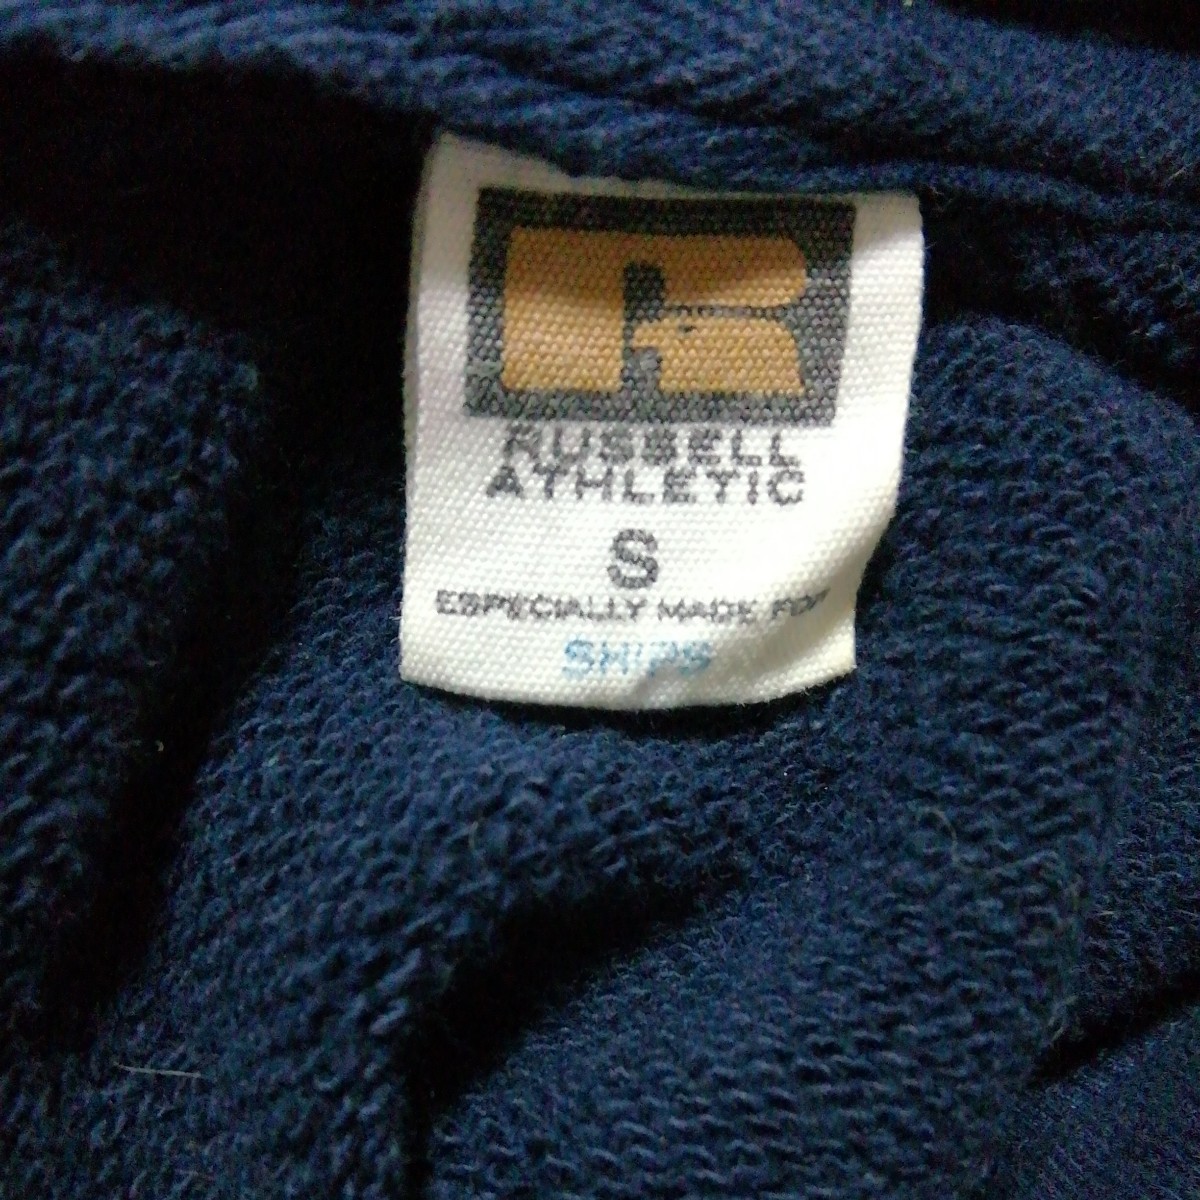 R
RUSSELL
ATHLETIC
S
ESPECIALLY MADE FOR
SHIPS